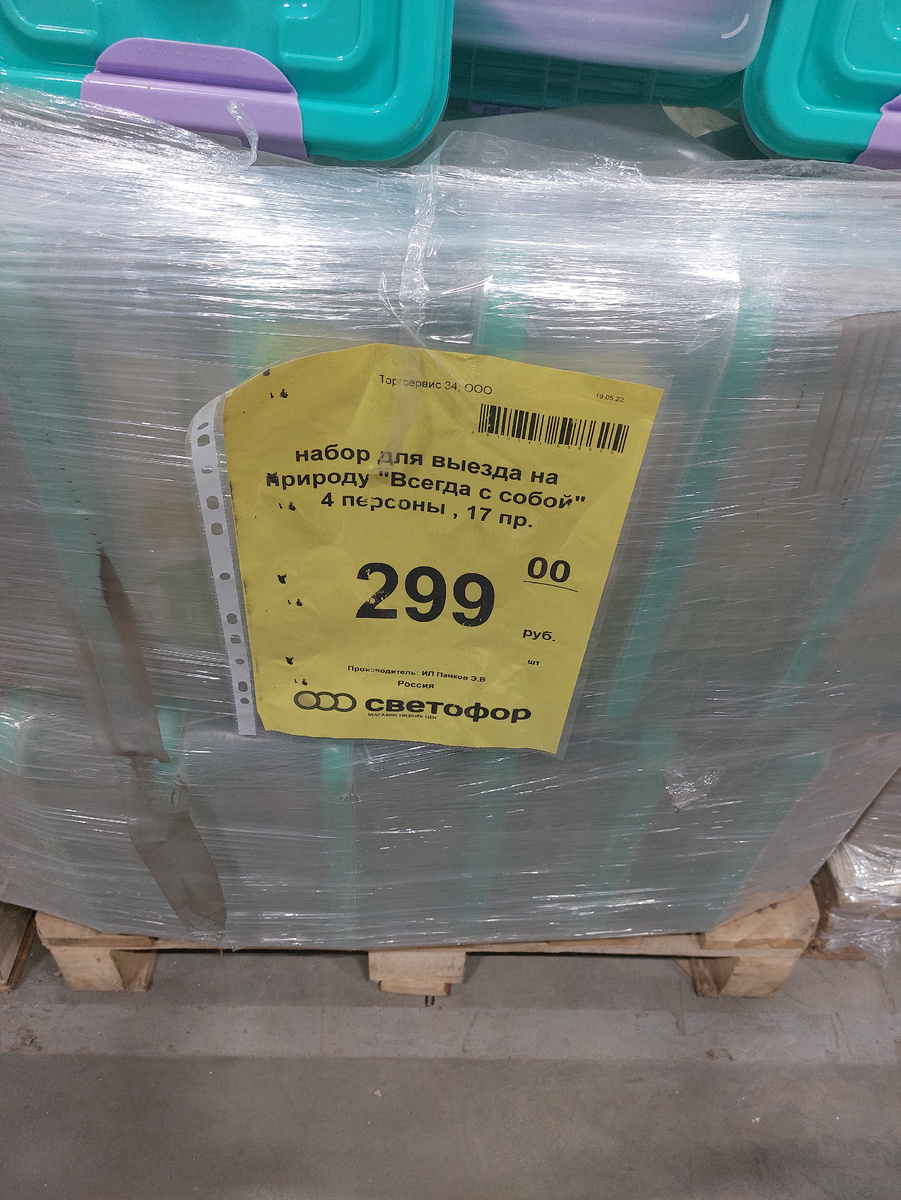 Торгсервис 34, ООО
19.05.22
набор для выезда на
природу "Всегда с собой"
4 персоны , 17 пр.
299
00
руб.
шт
Производитель: ИП Панков Э.В
Россия
светофор
МАГАЗИН НИЗКИХ ЦЕН